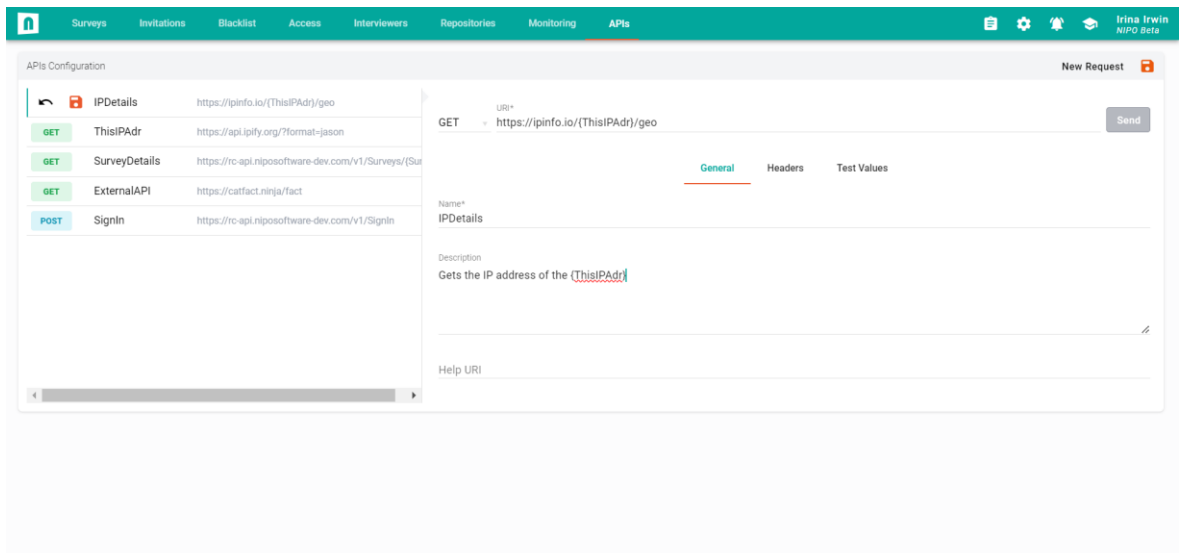 n Surveys Invitations Blacklist Access Interviewers Repositories Monitoring APIs Irina Irwin
NIPO Beta
APIs Configuration New Request
IPDetails https://ipinfo.io/{ThisIPAdr}/geo
GET ThisIPAdr https://api.ipify.org/?format=jason
GET SurveyDetails https://rc-api.niposoftware-dev.com/v1/Surveys/{Sur
GET ExternalAPI https://catfact.ninja/fact
POST SignIn https://rc-api.niposoftware-dev.com/v1/SignIn
URI*
GET https://ipinfo.io/{ThisIPAdr}/geo Send
General Headers Test Values
Name*
IPDetails
Description
Gets the IP address of the {ThisIPAdr}
Help URI